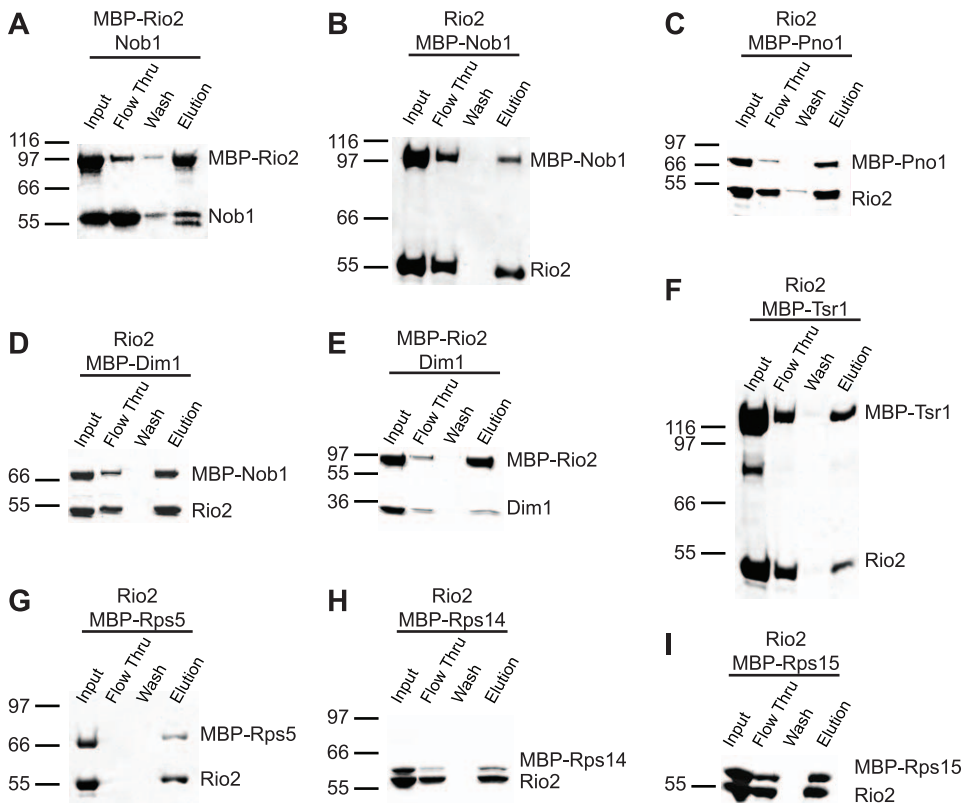 A
MBP-Rio2
Nob1
Input
Flow Thru
Wash
Elution
116
97
66
55
MBP-Rio2
Nob1
B
Rio2
MBP-Nob1
Input
Flow Thru
Wash
Elution
116
97
66
55
MBP-Nob1
Rio2
C
Rio2
MBP-Pno1
Input
Flow Thru
Wash
Elution
97
66
55
MBP-Pno1
Rio2
D
Rio2
MBP-Dim1
Input
Flow Thru
Wash
Elution
66
55
MBP-Nob1
Rio2
E
MBP-Rio2
Dim1
Input
Flow Thru
Wash
Elution
97
55
36
MBP-Rio2
Dim1
F
Rio2
MBP-Tsr1
Input
Flow Thru
Wash
Elution
116
97
66
55
MBP-Tsr1
Rio2
G
Rio2
MBP-Rps5
Input
Flow Thru
Wash
Elution
97
66
55
MBP-Rps5
Rio2
H
Rio2
MBP-Rps14
Input
Flow Thru
Wash
Elution
97
66
55
MBP-Rps14
Rio2
I
Rio2
MBP-Rps15
Input
Flow Thru
Wash
Elution
55
MBP-Rps15
Rio2